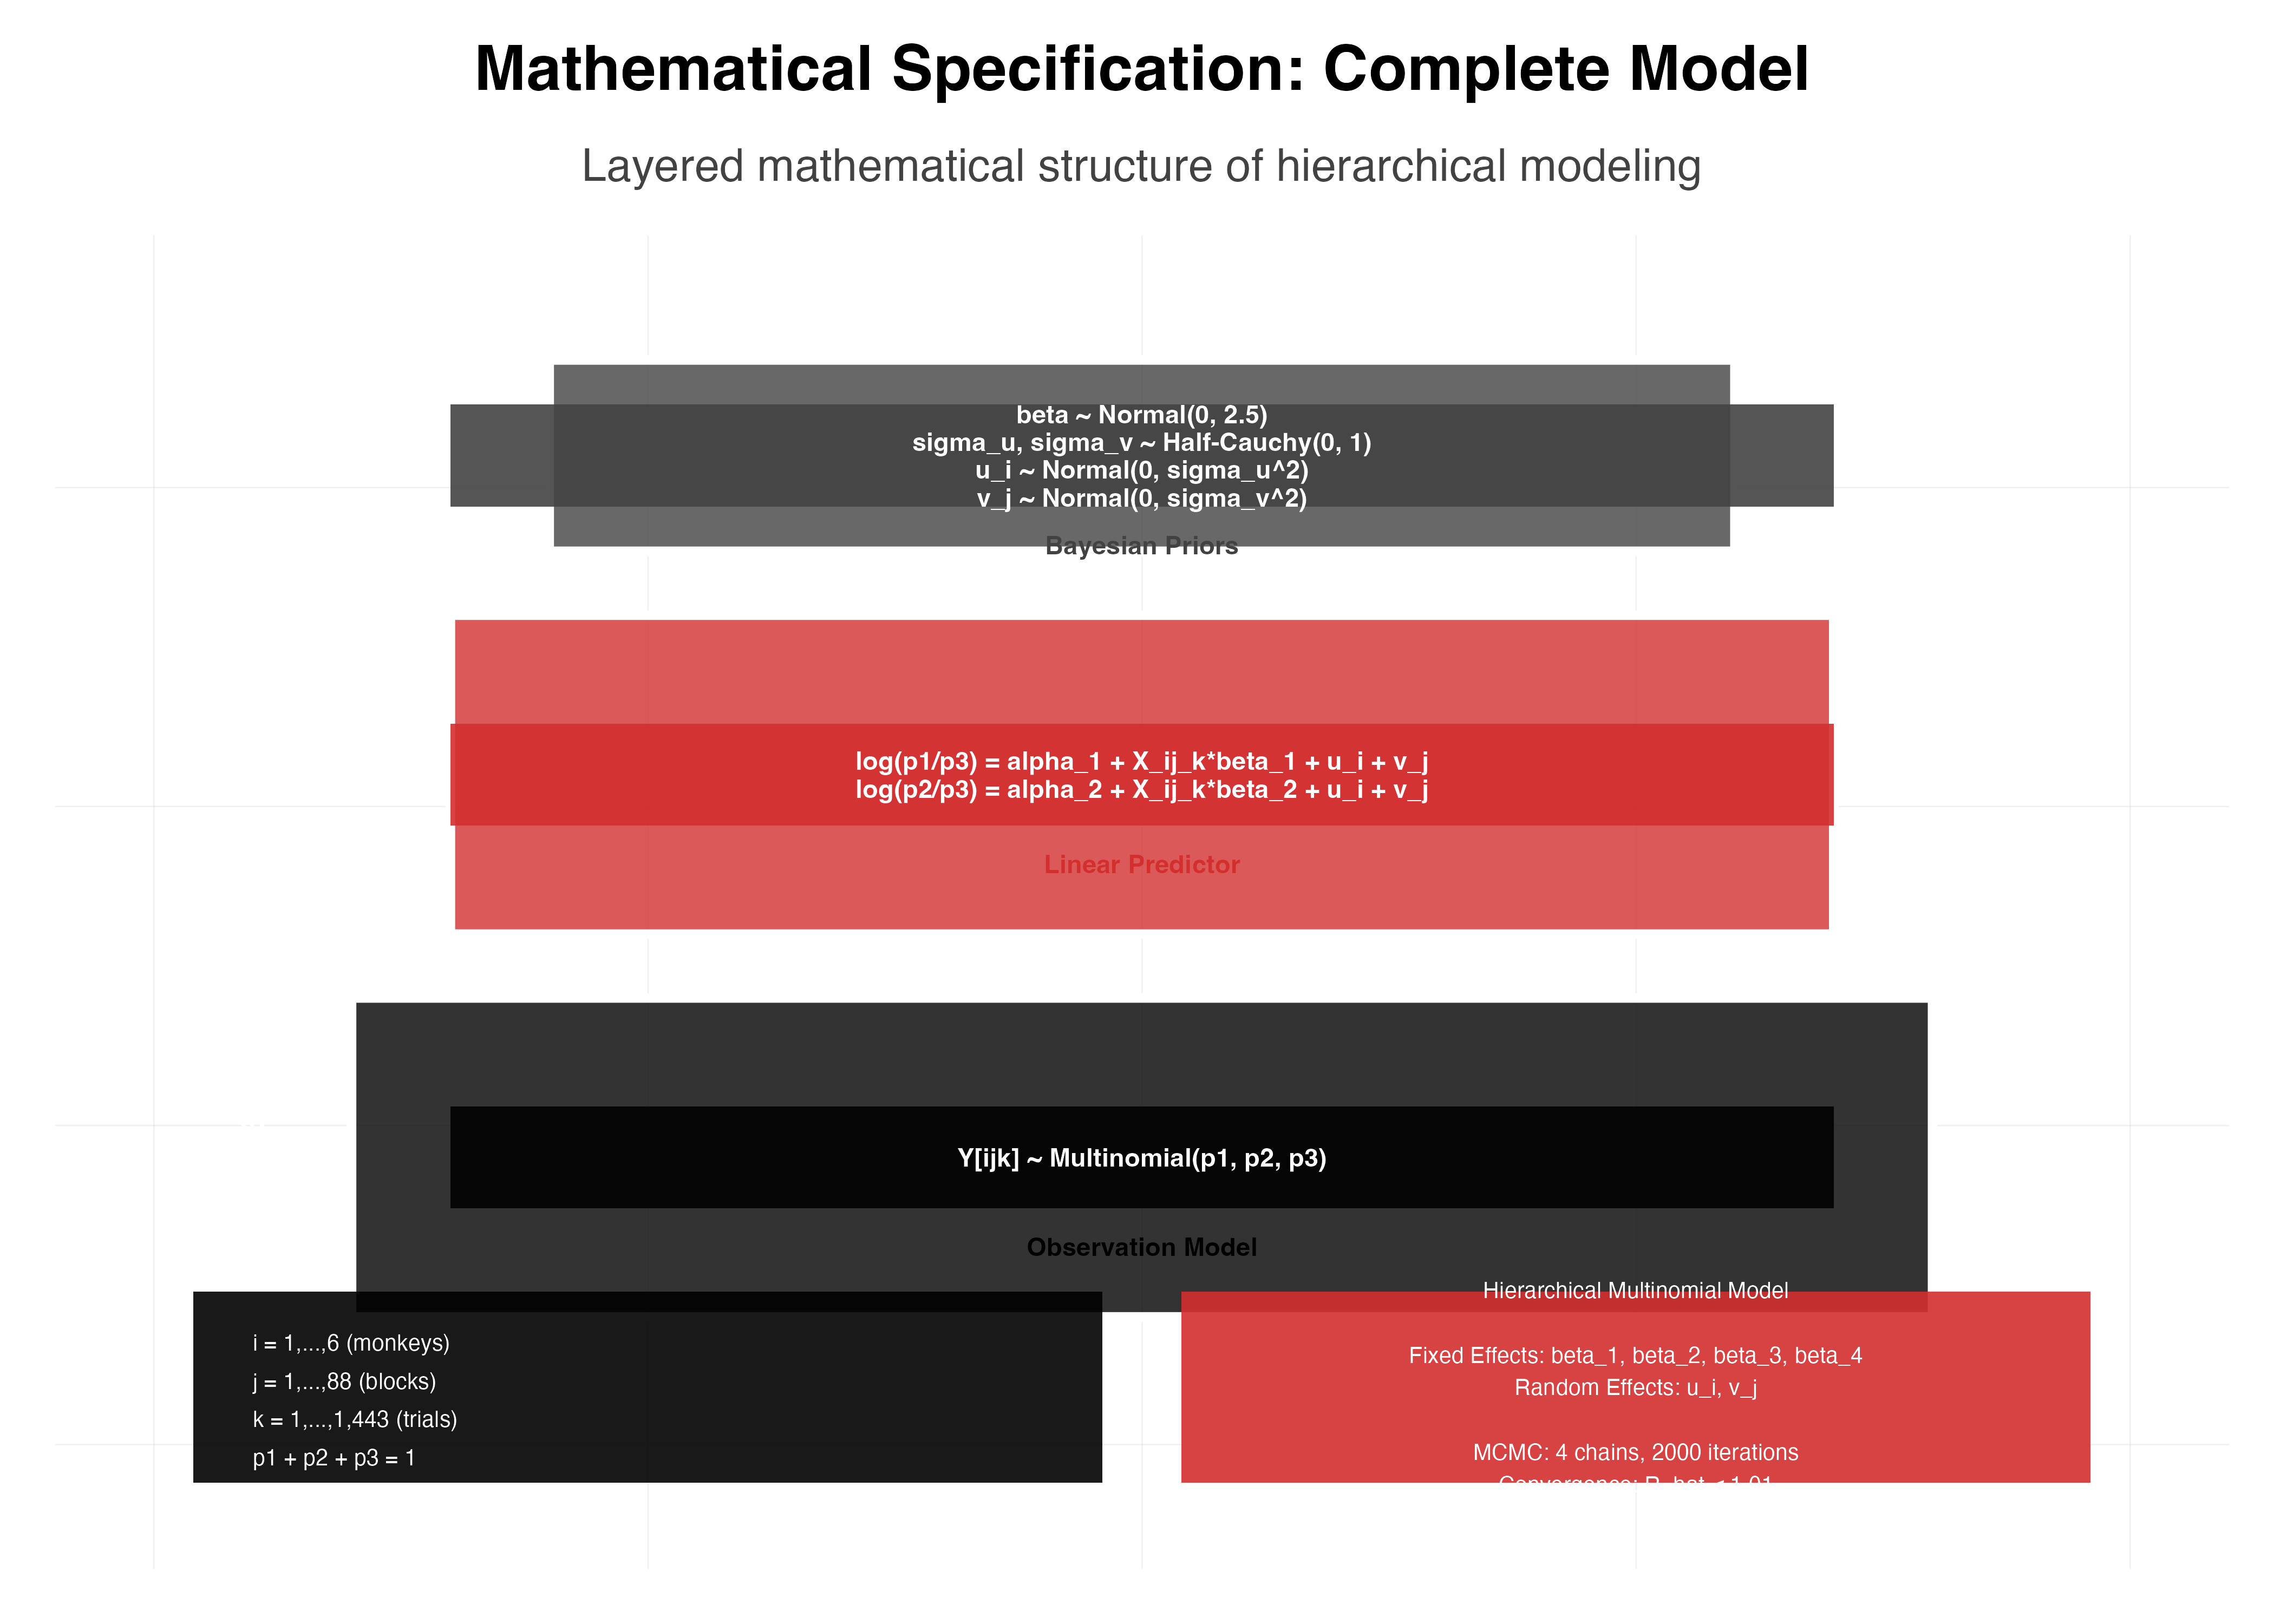 Mathematical Specification: Complete Model
Layered mathematical structure of hierarchical modeling
beta ~ Normal(0, 2.5)
sigma_u, sigma_v ~ Half-Cauchy(0, 1)
u_i ~ Normal(0, sigma_u^2)
v_j ~ Normal(0, sigma_v^2)
Bayesian Priors
log(p1/p3) = alpha_1 + X_ij_k*beta_1 + u_i + v_j
log(p2/p3) = alpha_2 + X_ij_k*beta_2 + u_i + v_j
Linear Predictor
Y[ijk] ~ Multinomial(p1, p2, p3)
Observation Model
i = 1,...,6 (monkeys)
j = 1,...,88 (blocks)
k = 1,...,1,443 (trials)
p1 + p2 + p3 = 1
Hierarchical Multinomial Model
Fixed Effects: beta_1, beta_2, beta_3, beta_4
Random Effects: u_i, v_j
MCMC: 4 chains, 2000 iterations
Convergence: R_hat < 1.01